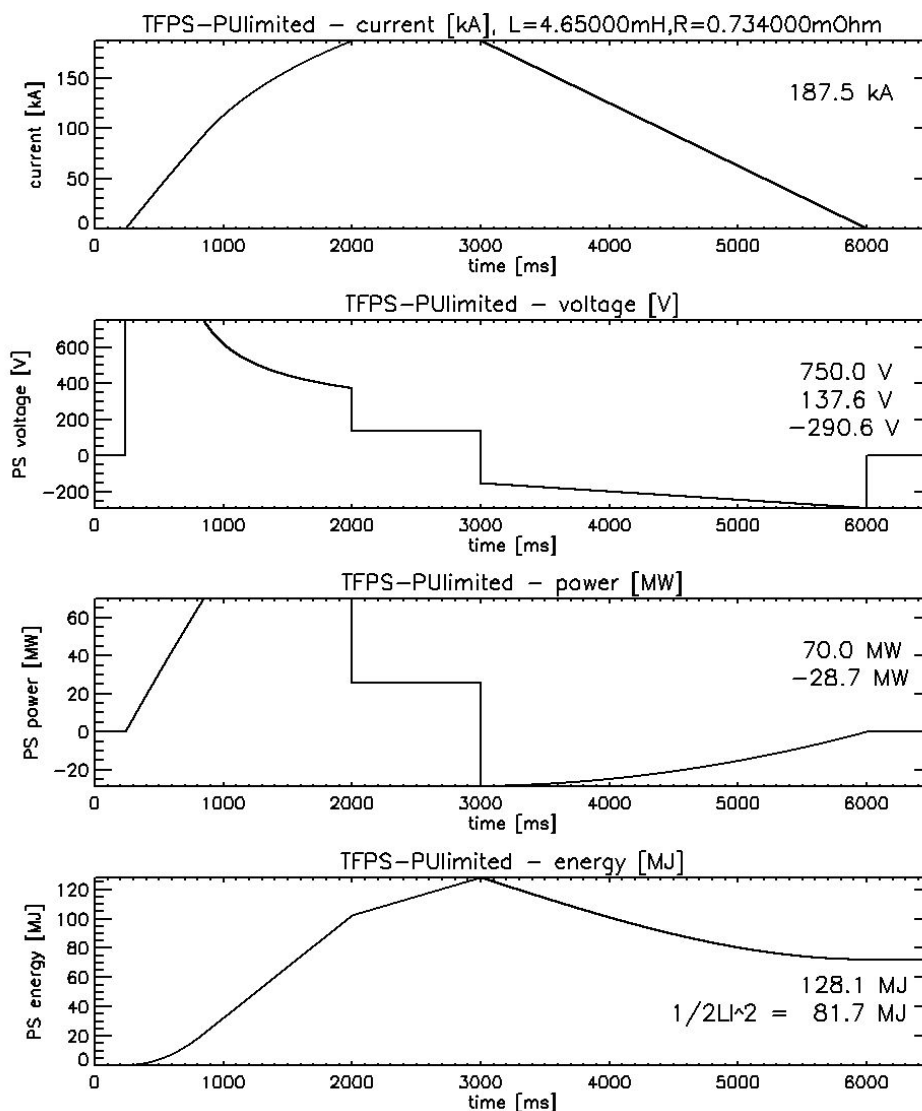 TFPS-PUlimited - current [kA], L=4.65000mH,R=0.734000mOhm
current [kA]
150
100
50
0
187.5 kA
0 1000 2000 3000 4000 5000 6000
time [ms]
TFPS-PUlimited - voltage [V]
PS voltage [V]
600
400
200
0
-200
750.0 V
137.6 V
-290.6 V
0 1000 2000 3000 4000 5000 6000
time [ms]
TFPS-PUlimited - power [MW]
PS power [MW]
60
40
20
0
-20
70.0 MW
-28.7 MW
0 1000 2000 3000 4000 5000 6000
time [ms]
TFPS-PUlimited - energy [MJ]
PS energy [MJ]
120
100
80
60
40
20
0
128.1 MJ
1/2LI^2 = 81.7 MJ
0 1000 2000 3000 4000 5000 6000
time [ms]